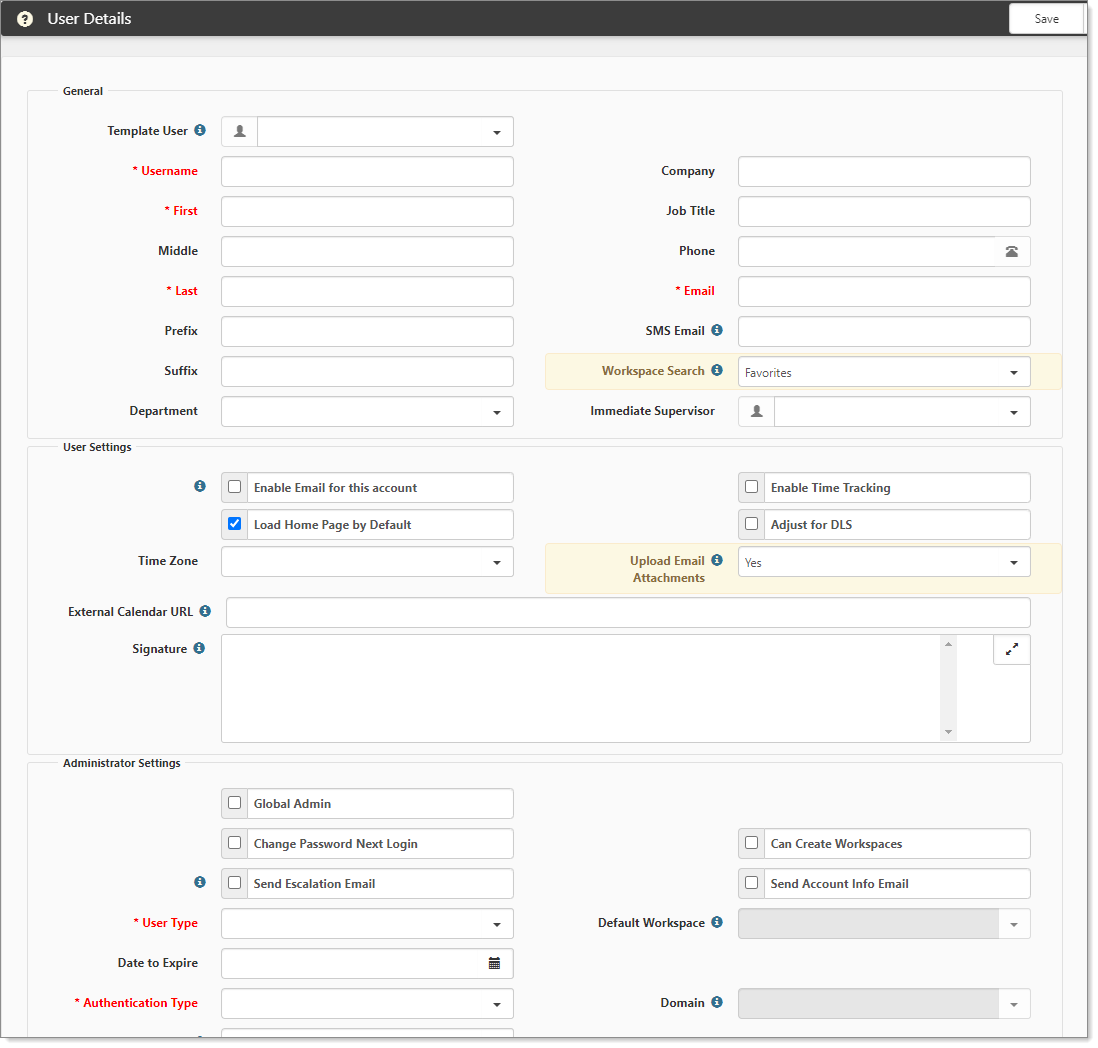 User Details
Save
General
Template User
* Username
Company
* First
Job Title
Middle
Phone
* Last
* Email
Prefix
SMS Email
Suffix
Workspace Search
Favorites
Department
Immediate Supervisor
User Settings
Enable Email for this account
Enable Time Tracking
Load Home Page by Default
Adjust for DLS
Time Zone
Upload Email
Attachments
Yes
External Calendar URL
Signature
Administrator Settings
Global Admin
Change Password Next Login
Can Create Workspaces
Send Escalation Email
Send Account Info Email
* User Type
Default Workspace
Date to Expire
* Authentication Type
Domain